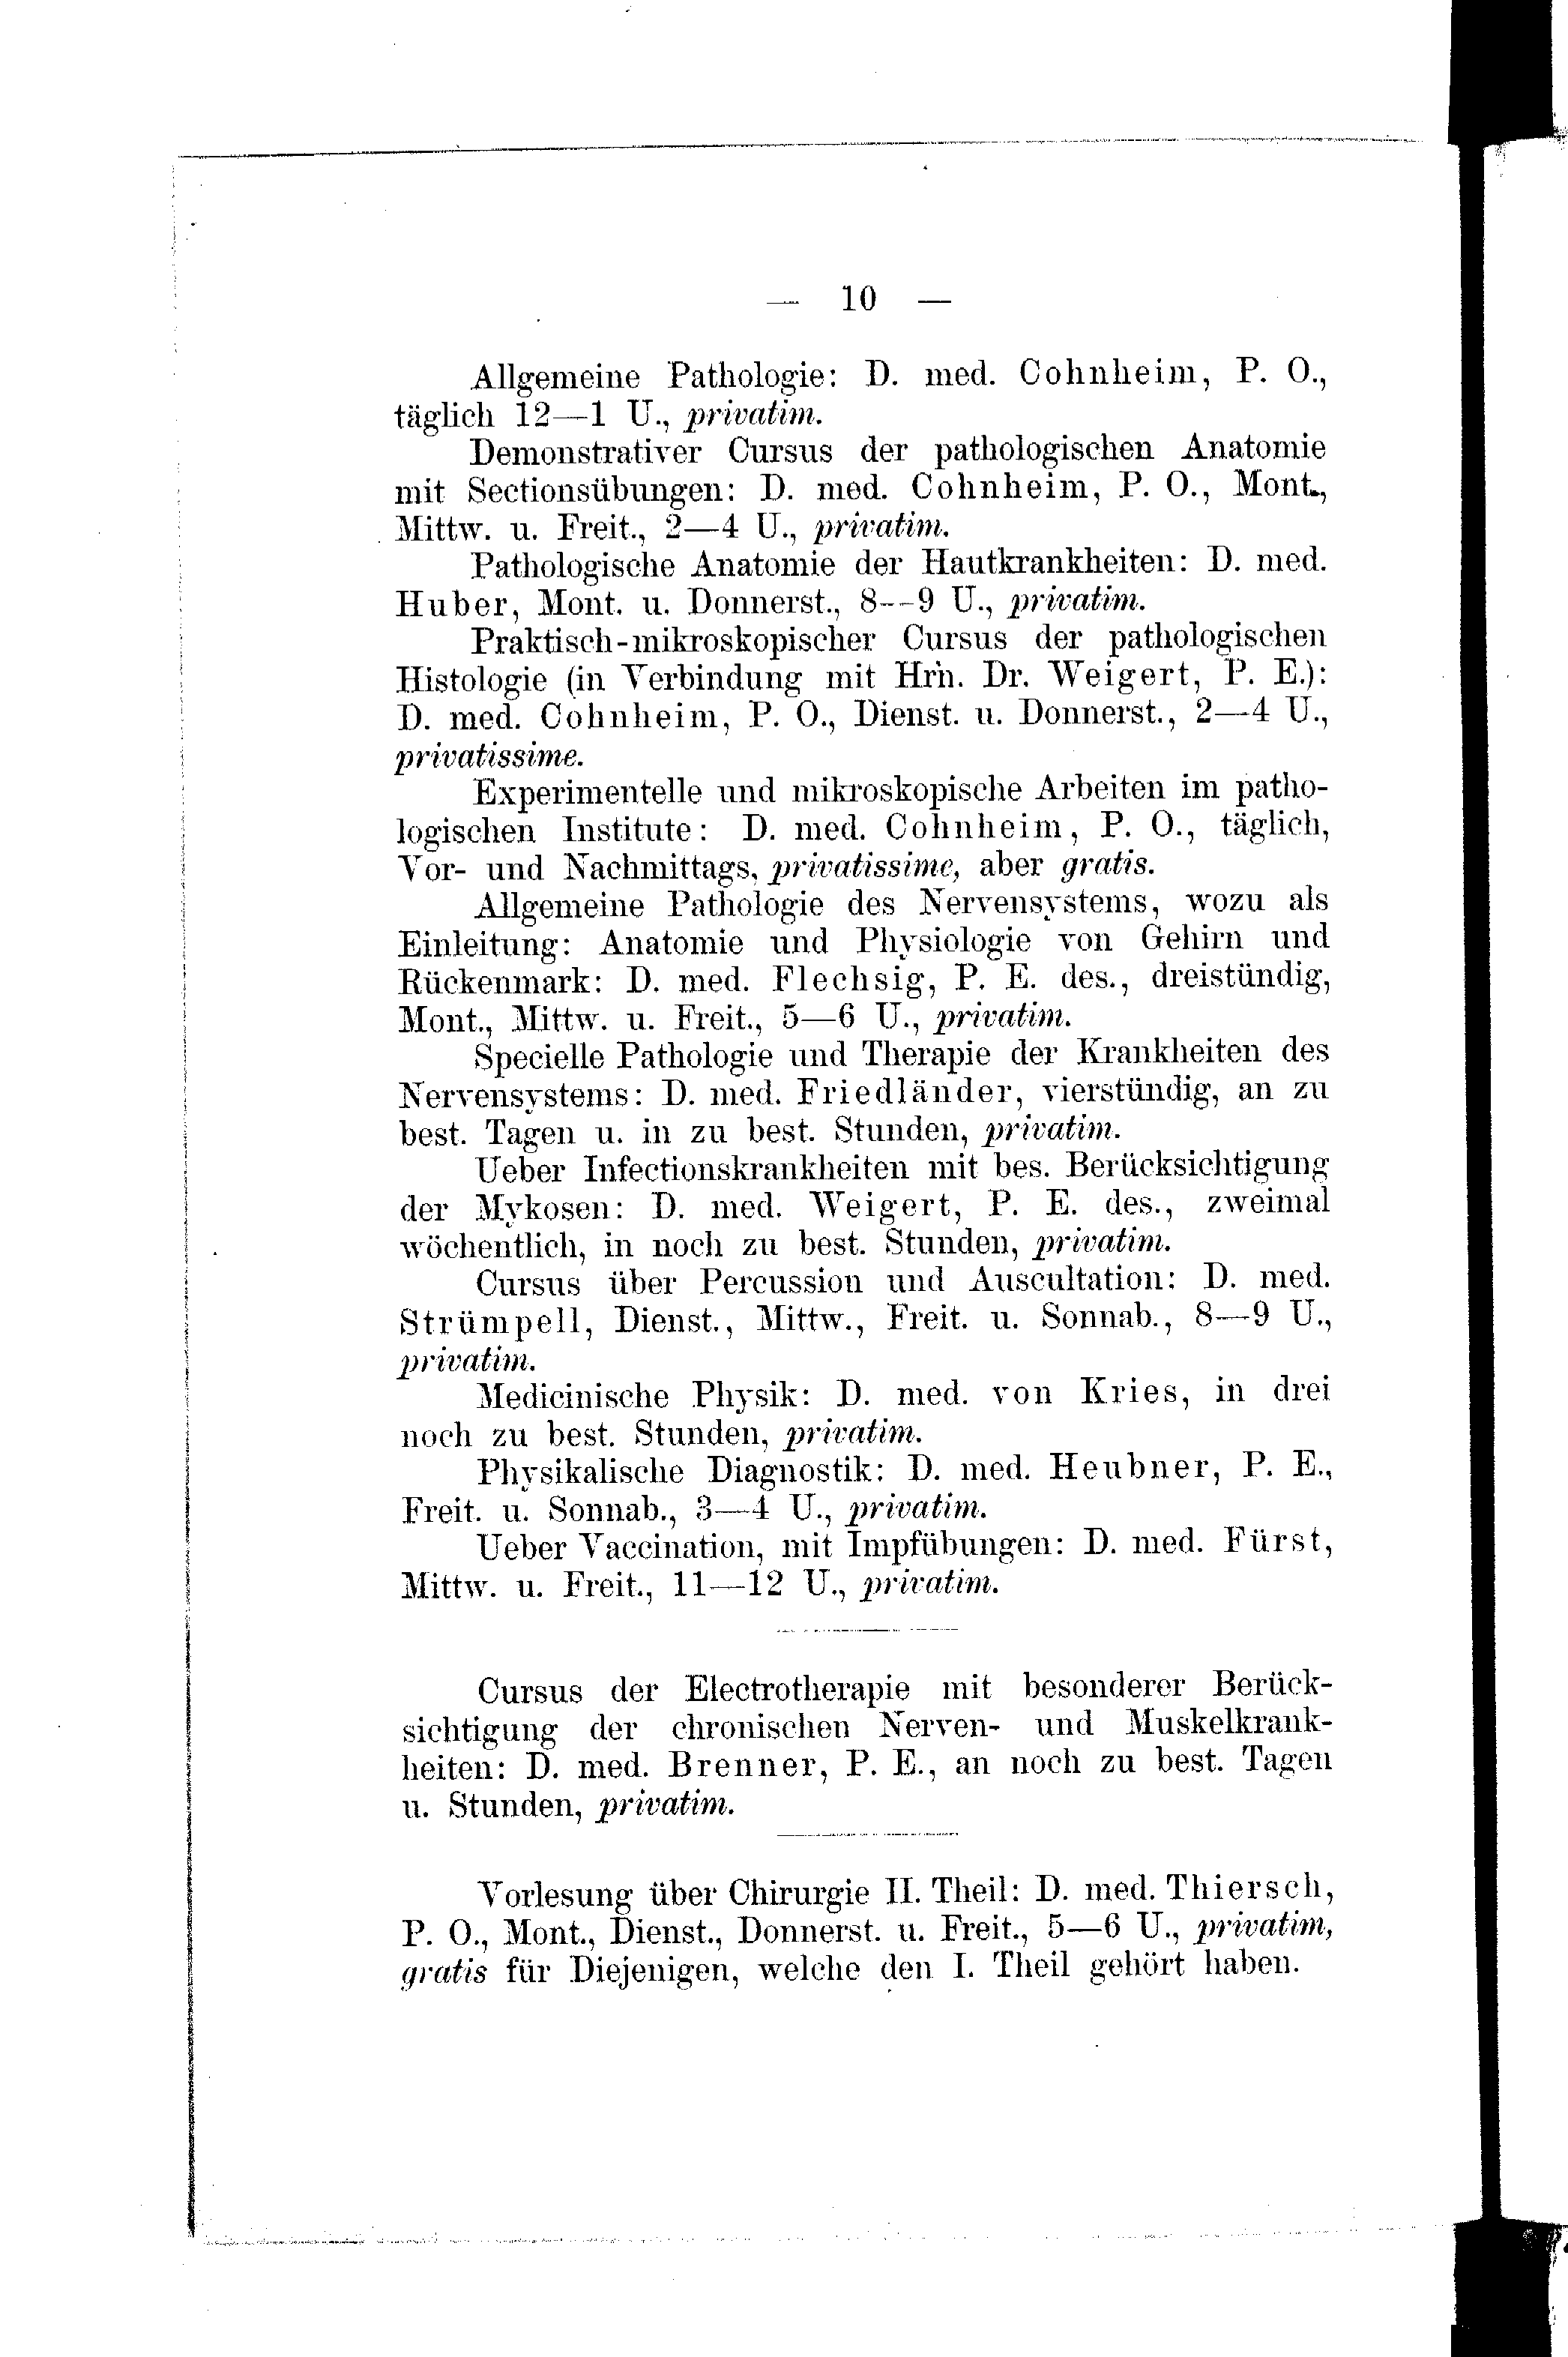 — 10 —
Allgemeine Pathologie: D. med. Cohnheim, P. O.,
täglich 12—1 U., privatim.
Demonstrativer Cursus der pathologischen Anatomie
mit Sectionsübungen: D. med. Cohnheim, P. O., Mont.,
Mittw. u. Freit., 2—4 U., privatim.
Pathologische Anatomie der Hautkrankheiten: D. med.
Huber, Mont. u. Donnerst., 8--9 U., privatim.
Praktisch-mikroskopischer Cursus der pathologischen
Histologie (in Verbindung mit Hrn. Dr. Weigert, P. E.):
D. med. Cohnheim, P. O., Dienst. u. Donnerst., 2—4 U.,
privatissime.
Experimentelle und mikroskopische Arbeiten im patho-
logischen Institute: D. med. Cohnheim, P. O., täglich,
Vor- und Nachmittags, privatissime, aber gratis.
Allgemeine Pathologie des Nervensystems, wozu als
Einleitung: Anatomie und Physiologie von Gehirn und
Rückenmark: D. med. Flechsig, P. E. des., dreistündig,
Mont., Mittw. u. Freit., 5—6 U., privatim.
Specielle Pathologie und Therapie der Krankheiten des
Nervensystems: D. med. Friedländer, vierstündig, an zu
best. Tagen u. in zu best. Stunden, privatim.
Ueber Infectionskrankheiten mit bes. Berücksichtigung
der Mykosen: D. med. Weigert, P. E. des., zweimal
wöchentlich, in noch zu best. Stunden, privatim.
Cursus über Percussion und Auscultation: D. med.
Strümpell, Dienst., Mittw., Freit. u. Sonnab., 8—9 U.,
privatim.
Medicinische Physik: D. med. von Kries, in drei
noch zu best. Stunden, privatim.
Physikalische Diagnostik: D. med. Heubner, P. E.,
Freit. u. Sonnab., 3—4 U., privatim.
Ueber Vaccination, mit Impfübungen: D. med. Fürst,
Mittw. u. Freit., 11—12 U., privatim.
Cursus der Electrotherapie mit besonderer Berück-
sichtigung der chronischen Nerven- und Muskelkrank-
heiten: D. med. Brenner, P. E., an noch zu best. Tagen
u. Stunden, privatim.
Vorlesung über Chirurgie II. Theil: D. med. Thiersch,
P. O., Mont., Dienst., Donnerst. u. Freit., 5—6 U., privatim,
gratis für Diejenigen, welche den I. Theil gehört haben.